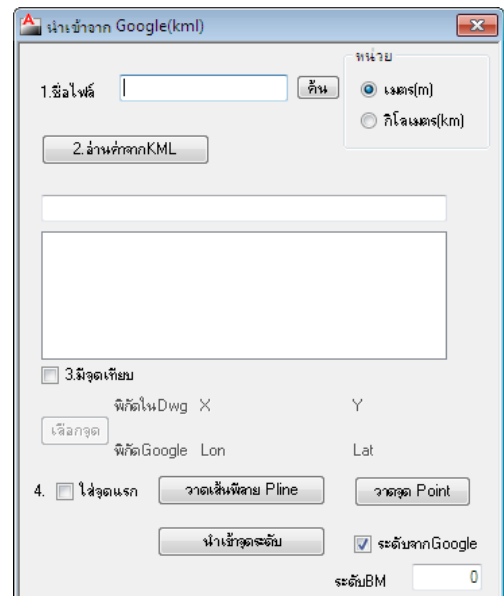 นำเข้าจาก Google(kml)
หน่วย
1.ชื่อไฟล์
ค้น
เมตร(m)
กิโลเมตร(km)
2.อ่านค่าจากKML
3.มีจุดเทียบ
พิกัดในDwg X Y
เลือกจุด
พิกัดGoogle Lon Lat
4. ใส่จุดแรก วาดเส้นพีลาย Pline วาดจุด Point
นำเข้าจุดระดับ ระดับจากGoogle
ระดับBM 0